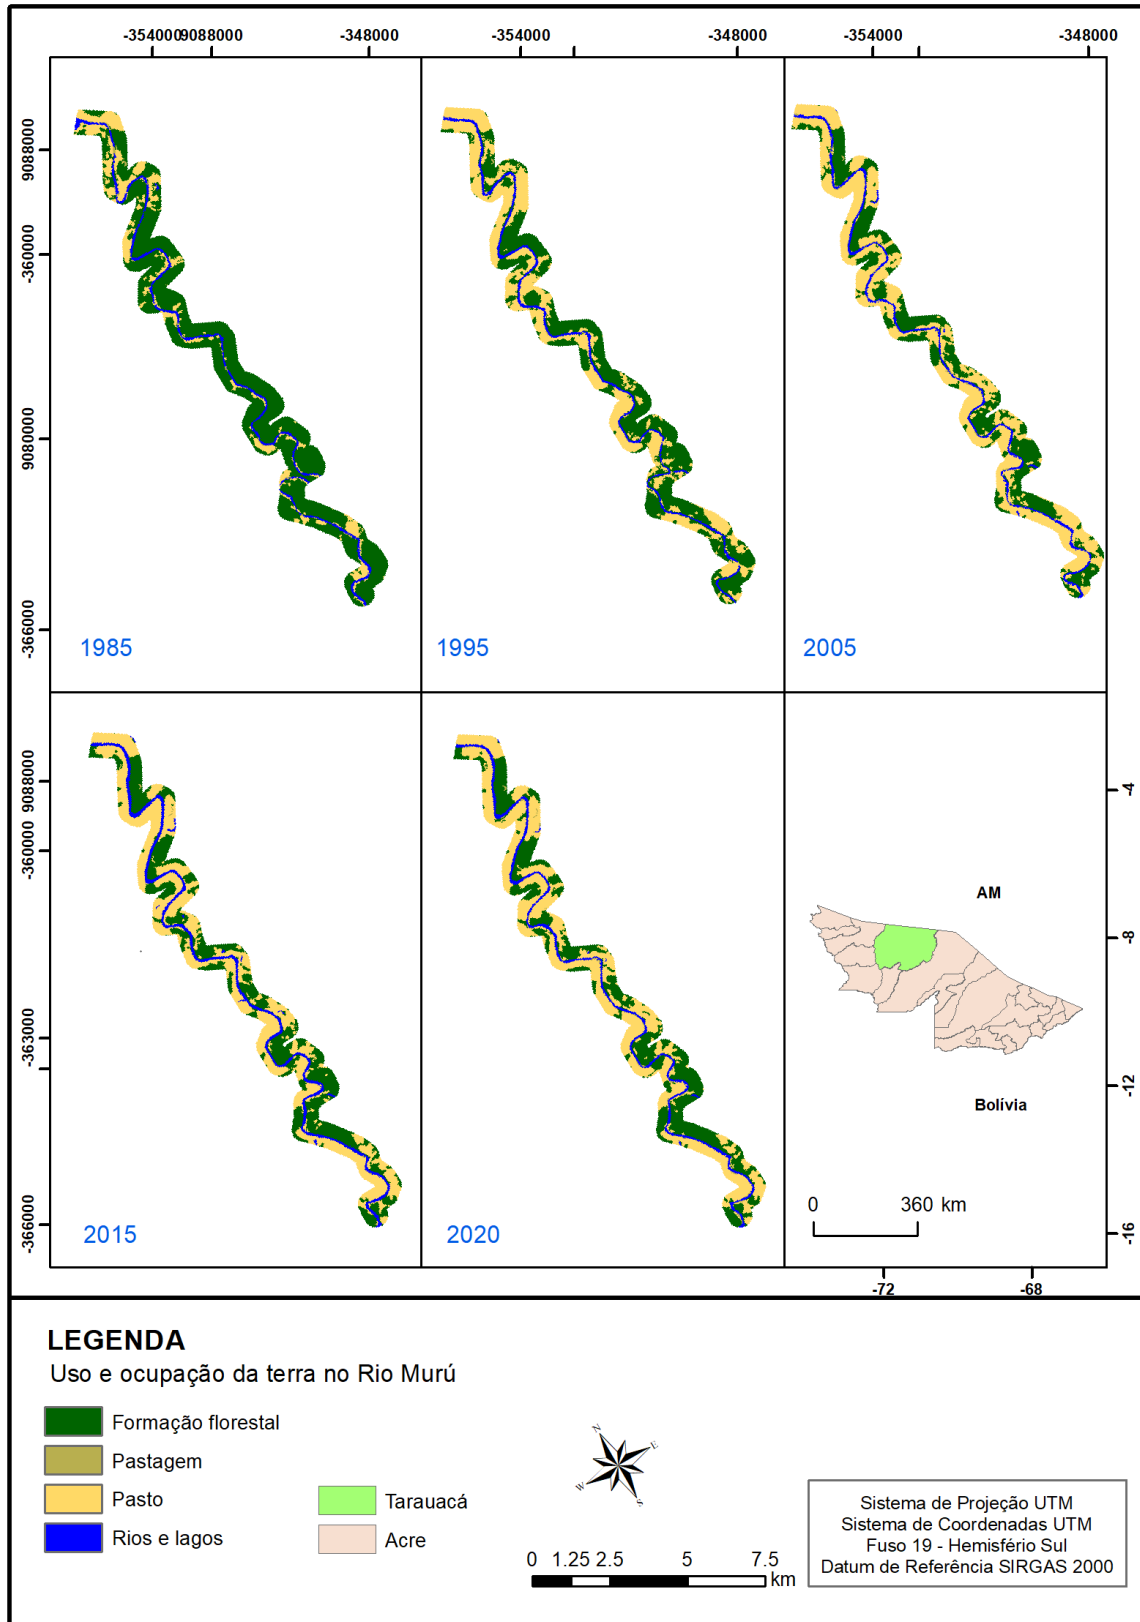 -354000
9088000
-348000
-354000
-348000
-354000
-348000
9088000
-360000
9080000
-366000
1985
1995
2005
9088000
-360000
-363000
-366000
2015
2020
-4
-8
-12
-16
AM
Bolívia
0 360 km
-72
-68
LEGENDA
Uso e ocupação da terra no Rio Murú
Formação florestal
Pastagem
Pasto
Rios e lagos
Tarauacá
Acre
N
E
W
S
0 1.25 2.5 5 7.5
km
Sistema de Projeção UTM
Sistema de Coordenadas UTM
Fuso 19 - Hemisfério Sul
Datum de Referência SIRGAS 2000